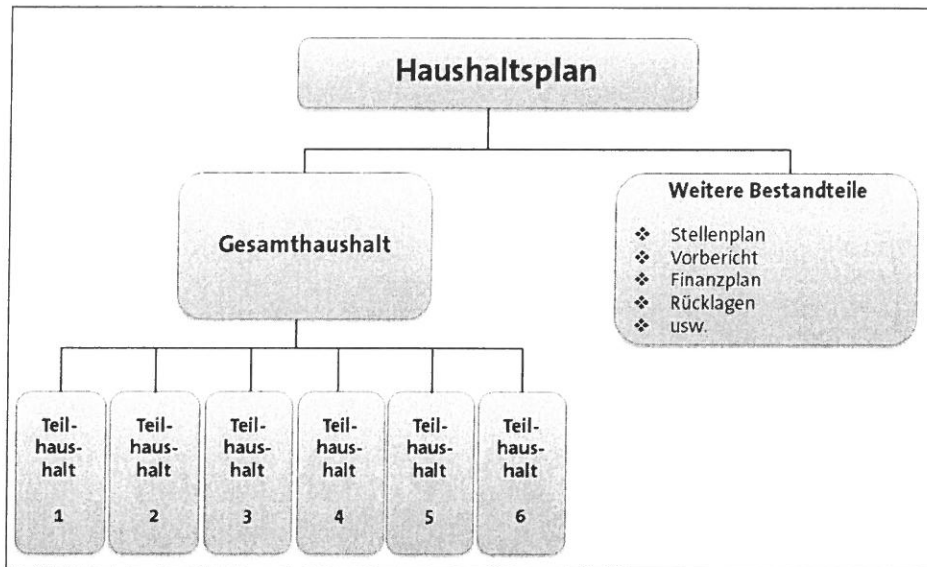 Haushaltsplan
Gesamthaushalt
Weitere Bestandteile
❖ Stellenplan
❖ Vorbericht
❖ Finanzplan
❖ Rücklagen
❖ usw.
Teil-
haus-
halt
1
Teil-
haus-
halt
2
Teil-
haus-
halt
3
Teil-
haus-
halt
4
Teil-
haus-
halt
5
Teil-
haus-
halt
6